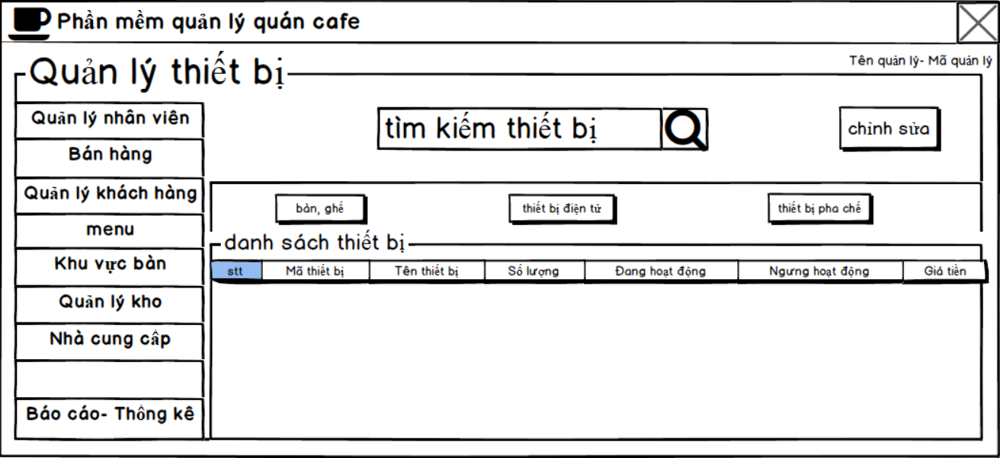 Phần mềm quản lý quán cafe
Tên quản lý- Mã quản lý
Quản lý thiết bị
Quản lý nhân viên
Bán hàng
Quản lý khách hàng
menu
Khu vực bàn
Quản lý kho
Nhà cung cấp
Báo cáo- Thống kê
tìm kiếm thiết bị
chỉnh sửa
bàn, ghế
thiết bị điện tử
thiết bị pha chế
danh sách thiết bị
stt Mã thiết bị Tên thiết bị Số lượng Đang hoạt động Ngưng hoạt động Giá tiền